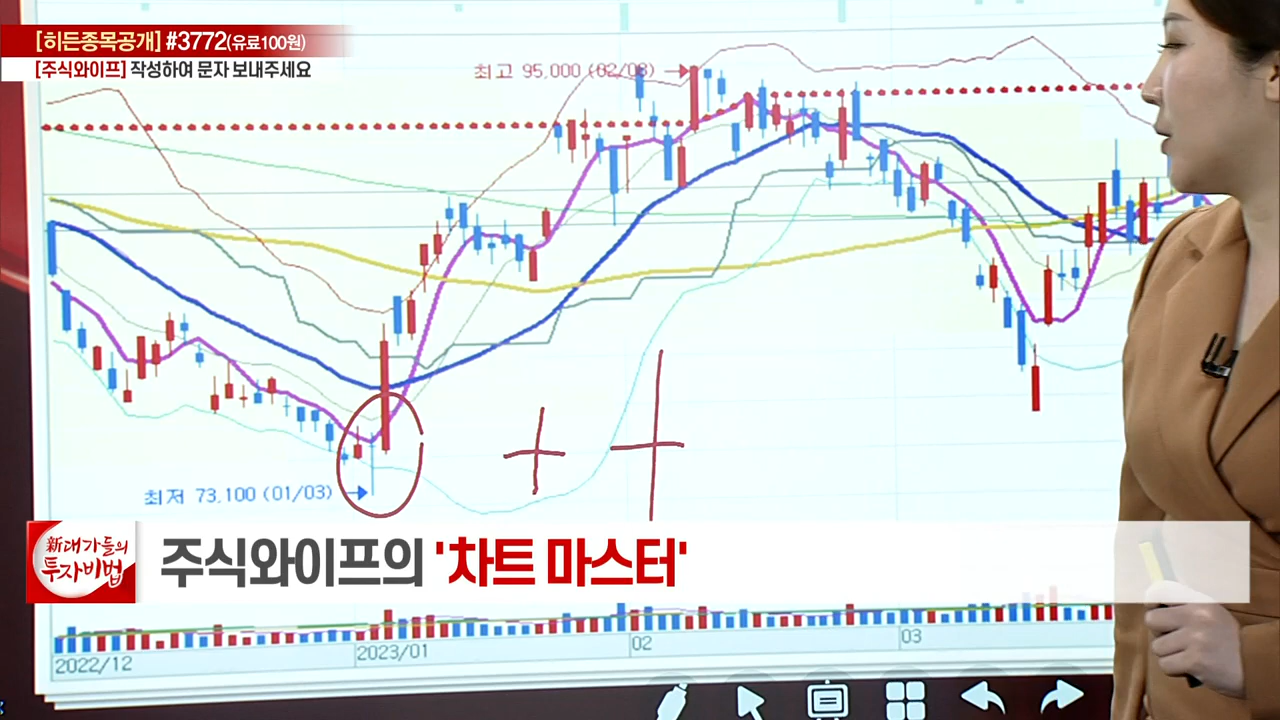 [히든종목공개] #3772(유료100원)
[주식와이프] 작성하여 문자 보내주세요
최고 95,000 (02/03)
최저 73,100 (01/03)
新대가들의
투자비법
주식와이프의 '차트 마스터'
2022/12
2023/01
02
03